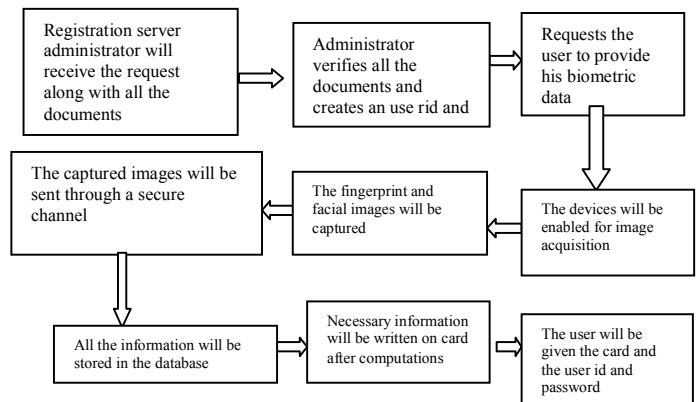 Registration server
administrator will
receive the request
along with all the
documents
Administrator
verifies all the
documents and
creates an use rid and
Requests the
user to provide
his biometric
data
The devices will be
enabled for image
acquisition
The fingerprint and
facial images will be
captured
The captured images will be
sent through a secure
channel
All the information will be
stored in the database
Necessary information
will be written on card
after computations
The user will be
given the card and
the user id and
password